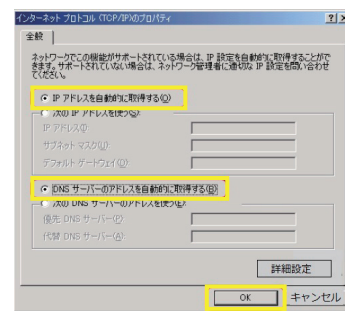 インターネット プロトコル (TCP/IP)のプロパティ
? ×
全般
ネットワークでこの機能がサポートされている場合は、IP 設定を自動的に取得することがで
きます。サポートされていない場合は、ネットワーク管理者に適切な IP 設定を問い合わせ
てください。
IP アドレスを自動的に取得する(O)
次の IP アドレスを使う(S):
IP アドレス(I):
サブネット マスク(U):
デフォルト ゲートウェイ(D):
DNS サーバーのアドレスを自動的に取得する(B)
次の DNS サーバーのアドレスを使う(E):
優先 DNS サーバー(P):
代替 DNS サーバー(A):
詳細設定
OK
キャンセル